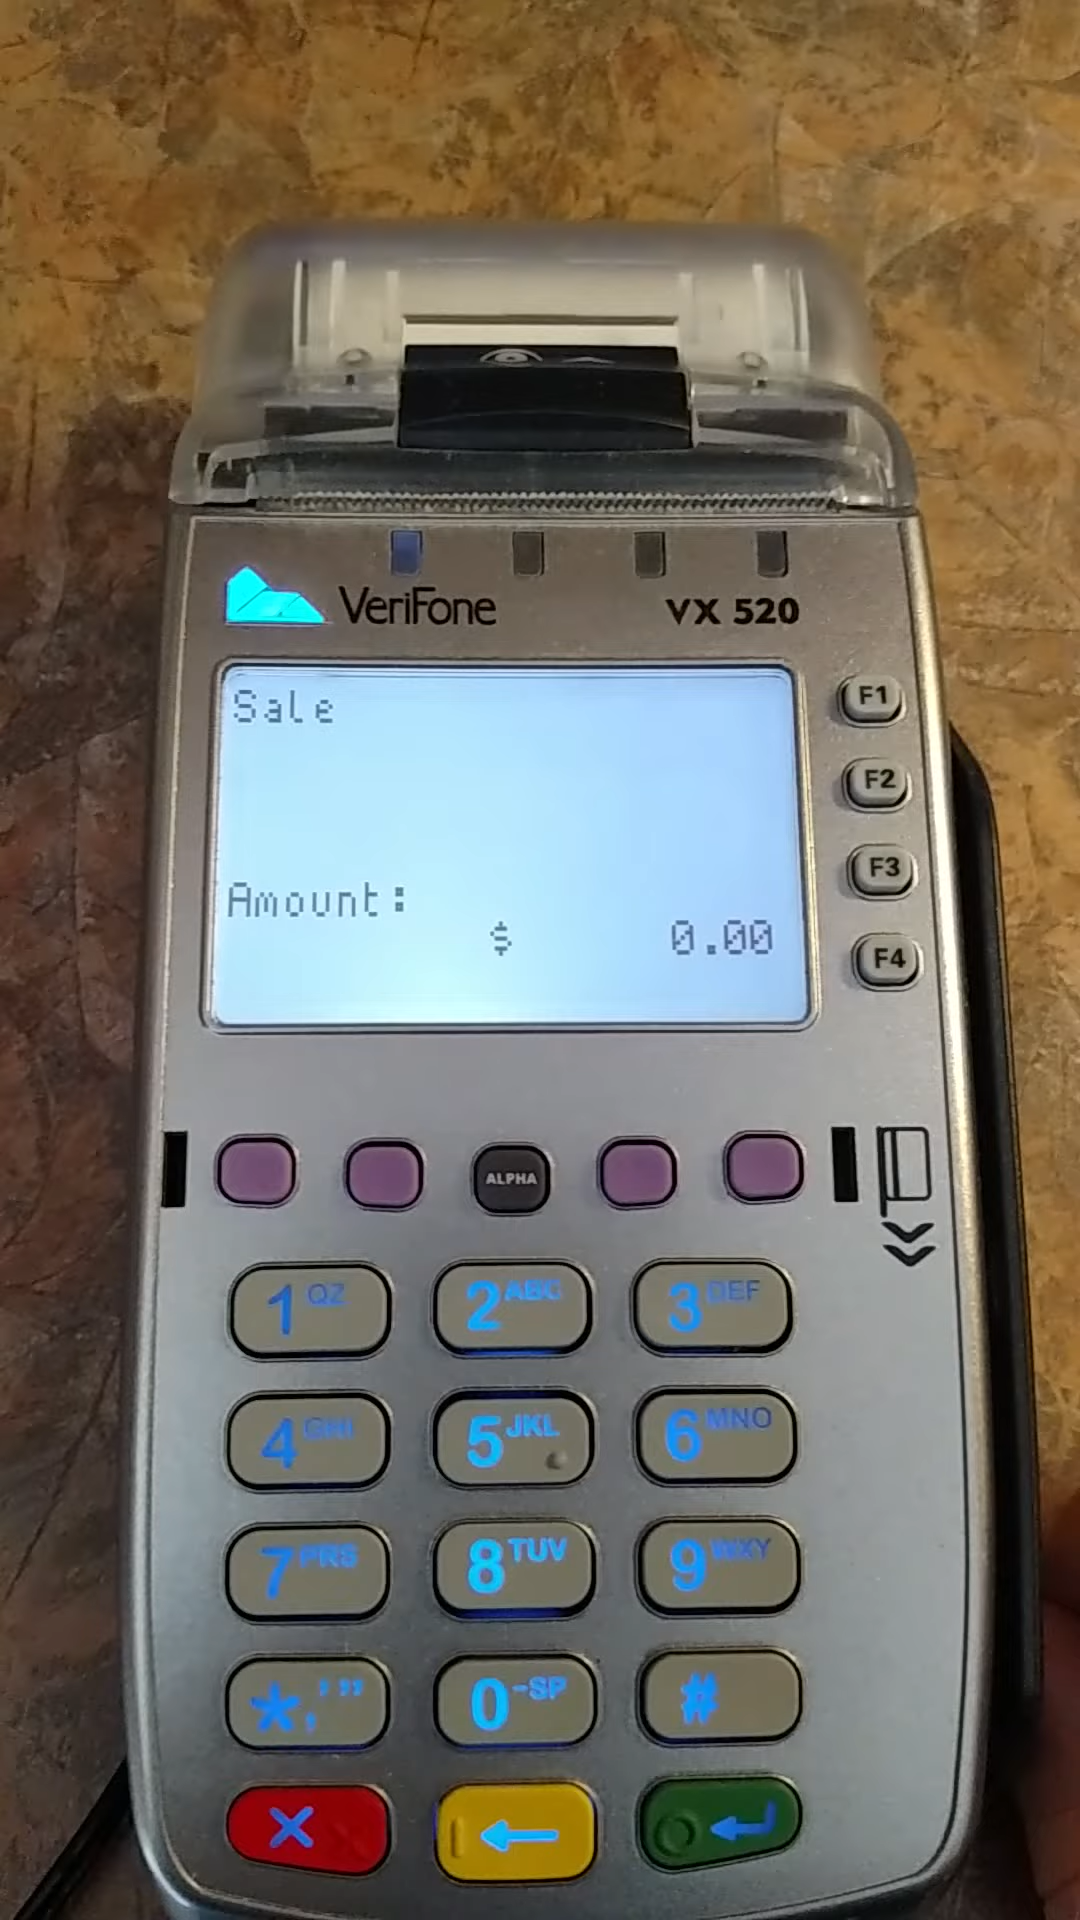 VeriFone VX 520
Sale
Amount:
$ 0.00
F1
F2
F3
F4
ALPHA
1 QZ 2 ABC 3 DEF
4 GHI 5 JKL 6 MNO
7 PRS 8 TUV 9 WXY
*,'" 0 -SP #